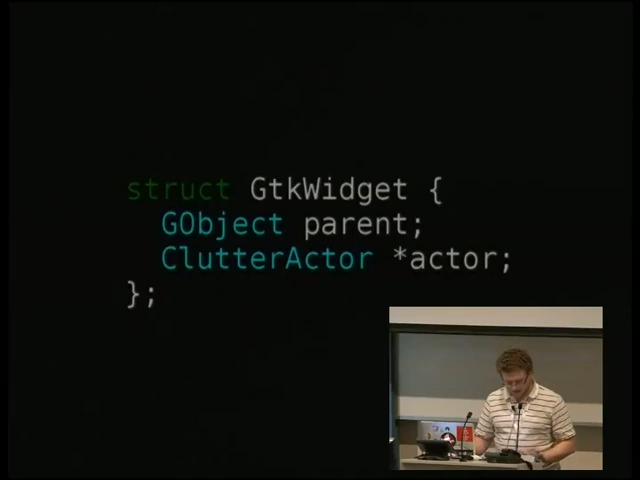 struct GtkWidget {
GObject parent;
ClutterActor *actor;
};